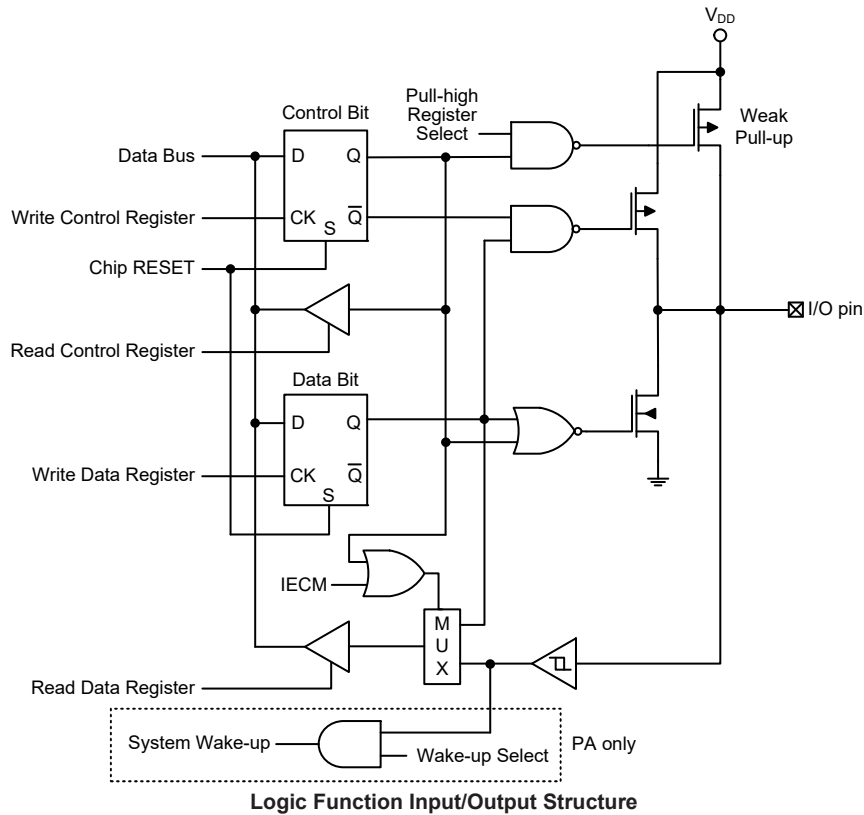 V_DD
Control Bit
Pull-high
Register
Select
Weak
Pull-up
Data Bus
D
Q
Write Control Register
CK
Q̅
S
Chip RESET
I/O pin
Read Control Register
Data Bit
D
Q
Write Data Register
CK
Q̅
S
IECM
M
U
X
Read Data Register
System Wake-up
Wake-up Select
PA only
Logic Function Input/Output Structure